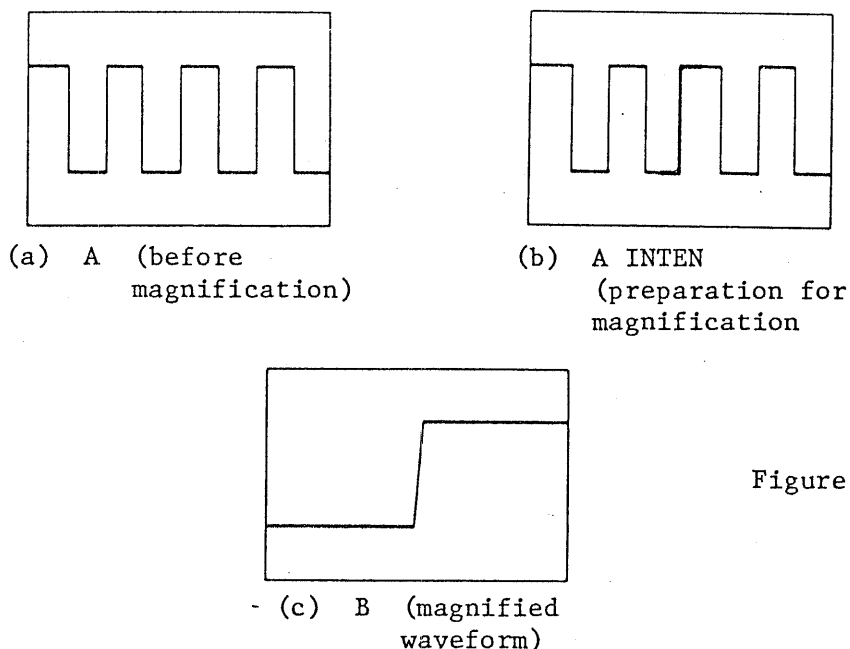 (a) A (before
magnification)
(b) A INTEN
(preparation for
magnification
Figure
- (c) B (magnified
waveform)